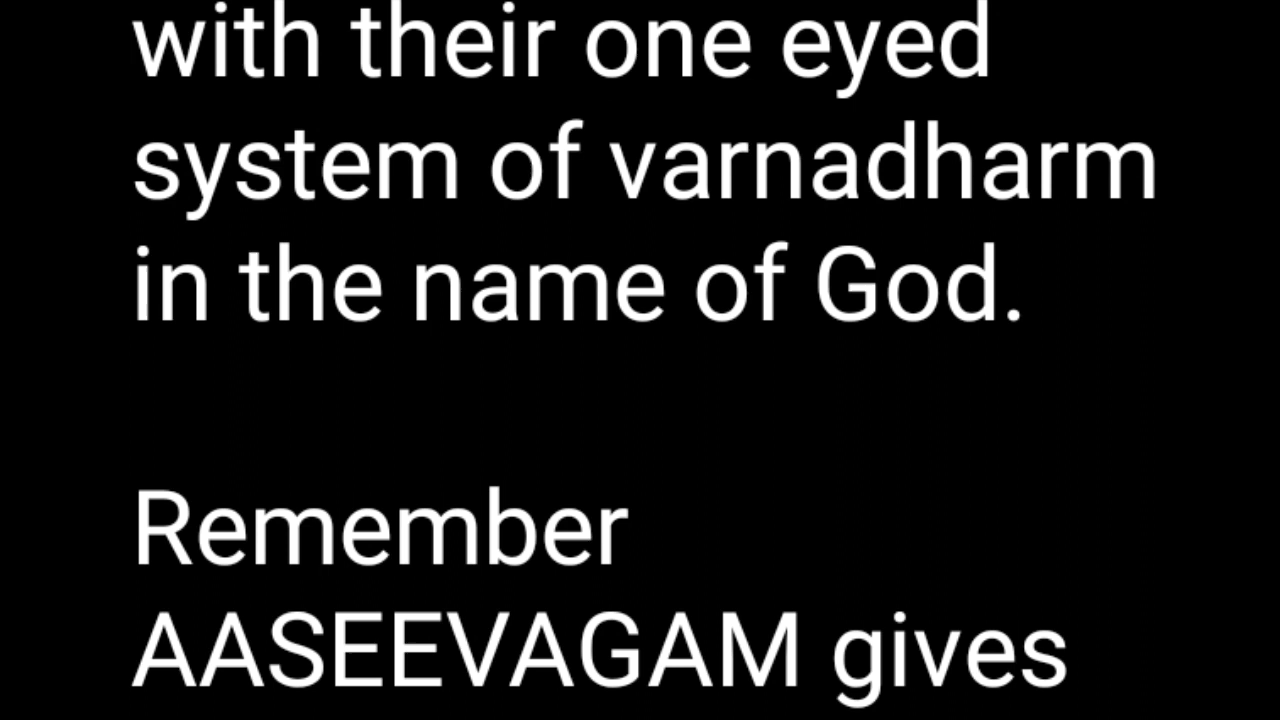 with their one eyed
system of varnadharm
in the name of God.
Remember
AASEEVAGAM gives